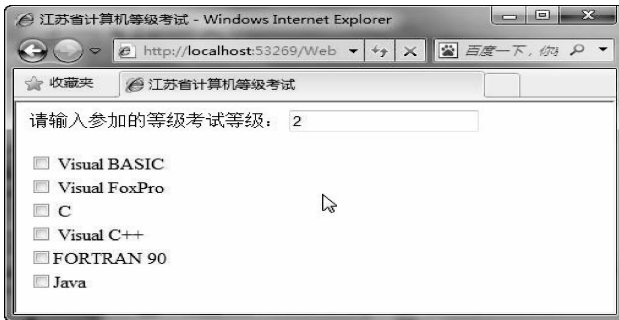 江苏省计算机等级考试 - Windows Internet Explorer
http://localhost:53269/Web
百度一下，你
收藏夹
江苏省计算机等级考试
请输入参加的等级考试等级： 2
Visual BASIC
Visual FoxPro
C
Visual C++
FORTRAN 90
Java